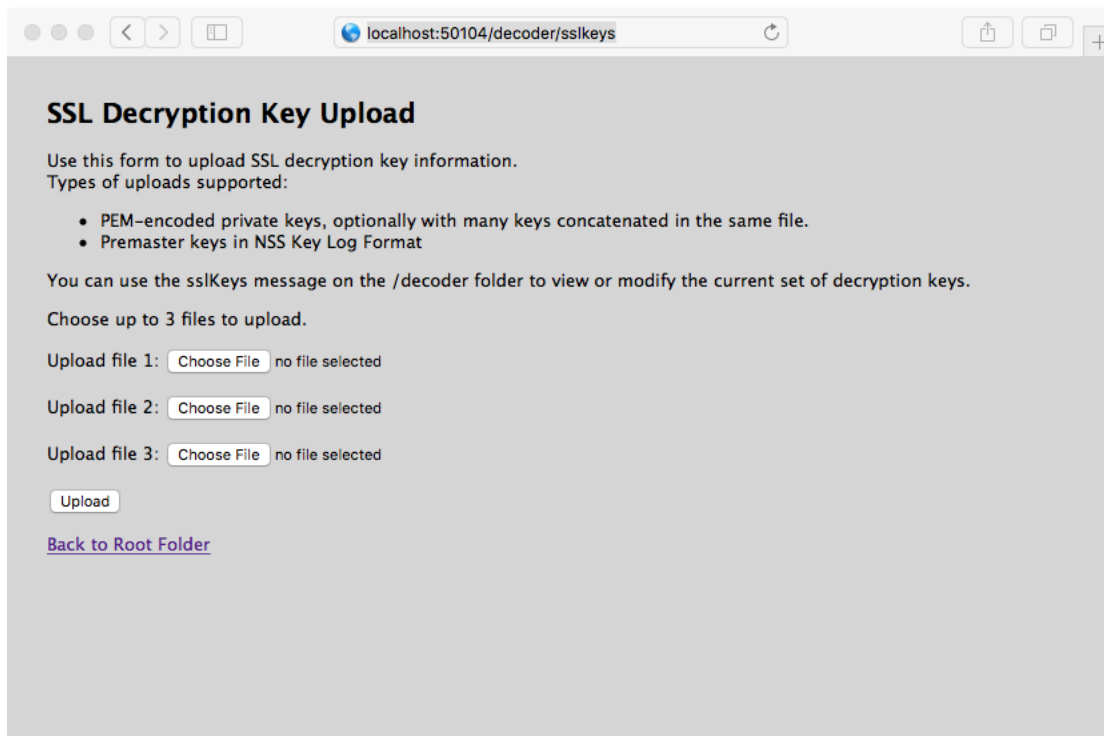 localhost:50104/decoder/sslkeys
SSL Decryption Key Upload
Use this form to upload SSL decryption key information.
Types of uploads supported:
• PEM-encoded private keys, optionally with many keys concatenated in the same file.
• Premaster keys in NSS Key Log Format
You can use the sslKeys message on the /decoder folder to view or modify the current set of decryption keys.
Choose up to 3 files to upload.
Upload file 1: Choose File no file selected
Upload file 2: Choose File no file selected
Upload file 3: Choose File no file selected
Upload
Back to Root Folder